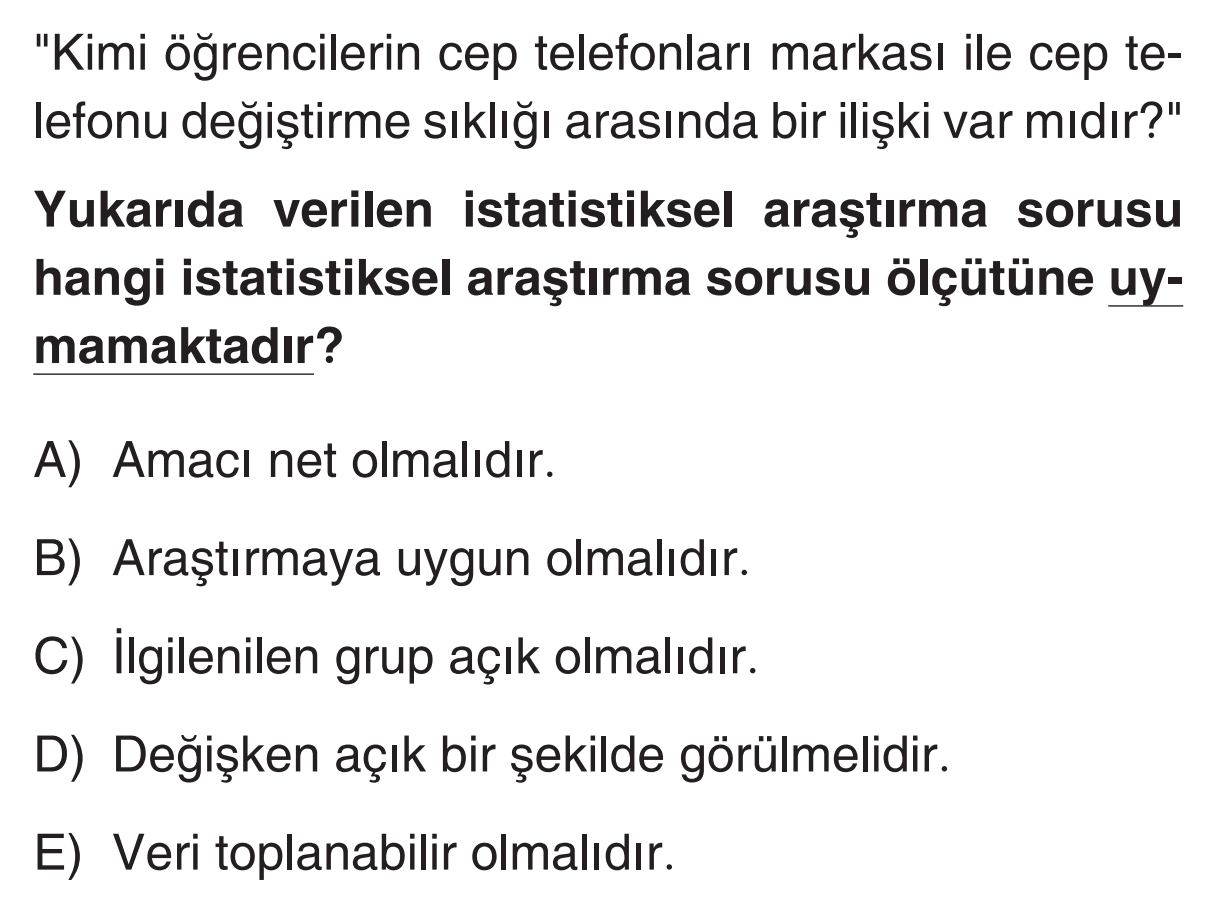 "Kimi öğrencilerin cep telefonları markası ile cep te-
lefonu değiştirme sıklığı arasında bir ilişki var mıdır?"
Yukarıda verilen istatistiksel araştırma sorusu
hangi istatistiksel araştırma sorusu ölçütüne uy-
mamaktadır?
A) Amacı net olmalıdır.
B) Araştırmaya uygun olmalıdır.
C) İlgilenilen grup açık olmalıdır.
D) Değişken açık bir şekilde görülmelidir.
E) Veri toplanabilir olmalıdır.